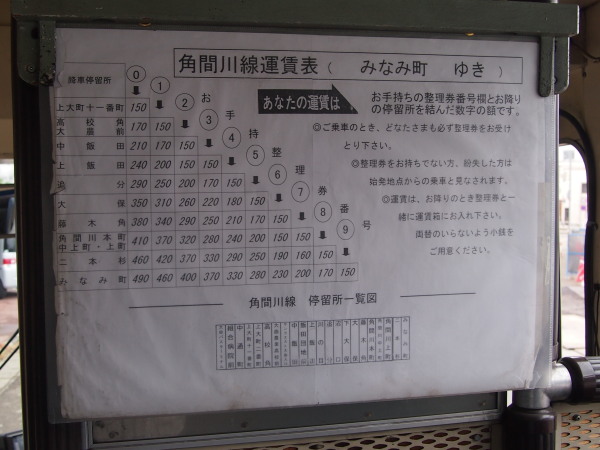 角間川線運賃表 ( みなみ町 ゆき )
降車停留所
⓪ ① ② ③ ④ ⑤ ⑥ ⑦ ⑧ ⑨
お手持整理券番号
あなたの運賃は
お手持ちの整理券番号欄とお降り
の停留所を結んだ数字の額です。
◎ご乗車のとき、どなたさまも必ず整理券をお受け
とり下さい。
◎整理券をお持ちでない方、紛失した方は
始発地点からの乗車と見なされます。
◎運賃は、お降りのとき整理券と一
緒に運賃箱にお入れ下さい。
両替のいらないよう小銭を
ご用意ください。
上大町十一番町 150
高校角
大農前 170 150
中飯田 210 170 150
上飯田 240 200 150 150
追分 290 250 200 170 150
大保 350 310 260 220 180 150
藤木角 380 340 290 250 210 170 150
角間川本町
中上町・上町 410 370 320 280 240 200 150 150
二本杉 460 420 370 330 290 250 190 160 150
みなみ町 490 460 400 370 330 280 230 200 170 150
角間川線 停留所一覧図